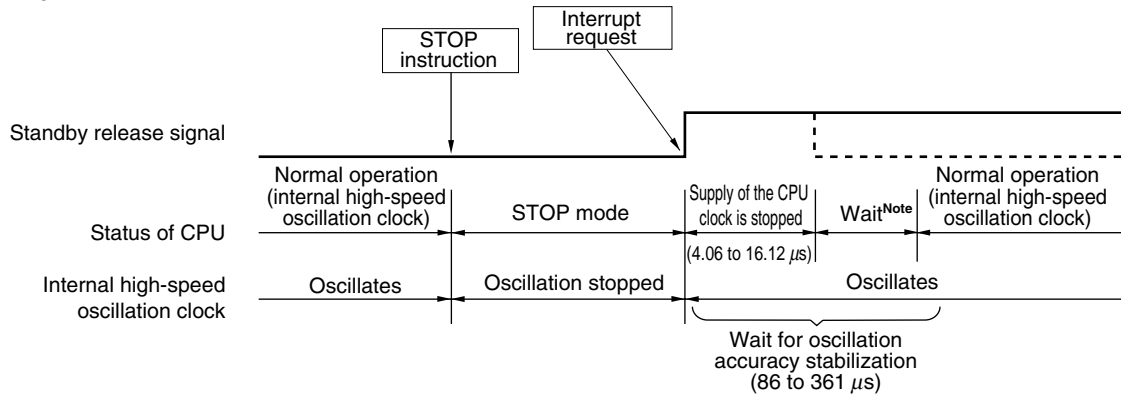 STOP
instruction
Interrupt
request
Standby release signal
Normal operation
(internal high-speed
oscillation clock)
STOP mode
Supply of the CPU
clock is stopped
(4.06 to 16.12 μs)
WaitNote
Normal operation
(internal high-speed
oscillation clock)
Status of CPU
Internal high-speed
oscillation clock
Oscillates
Oscillation stopped
Oscillates
Wait for oscillation
accuracy stabilization
(86 to 361 μs)